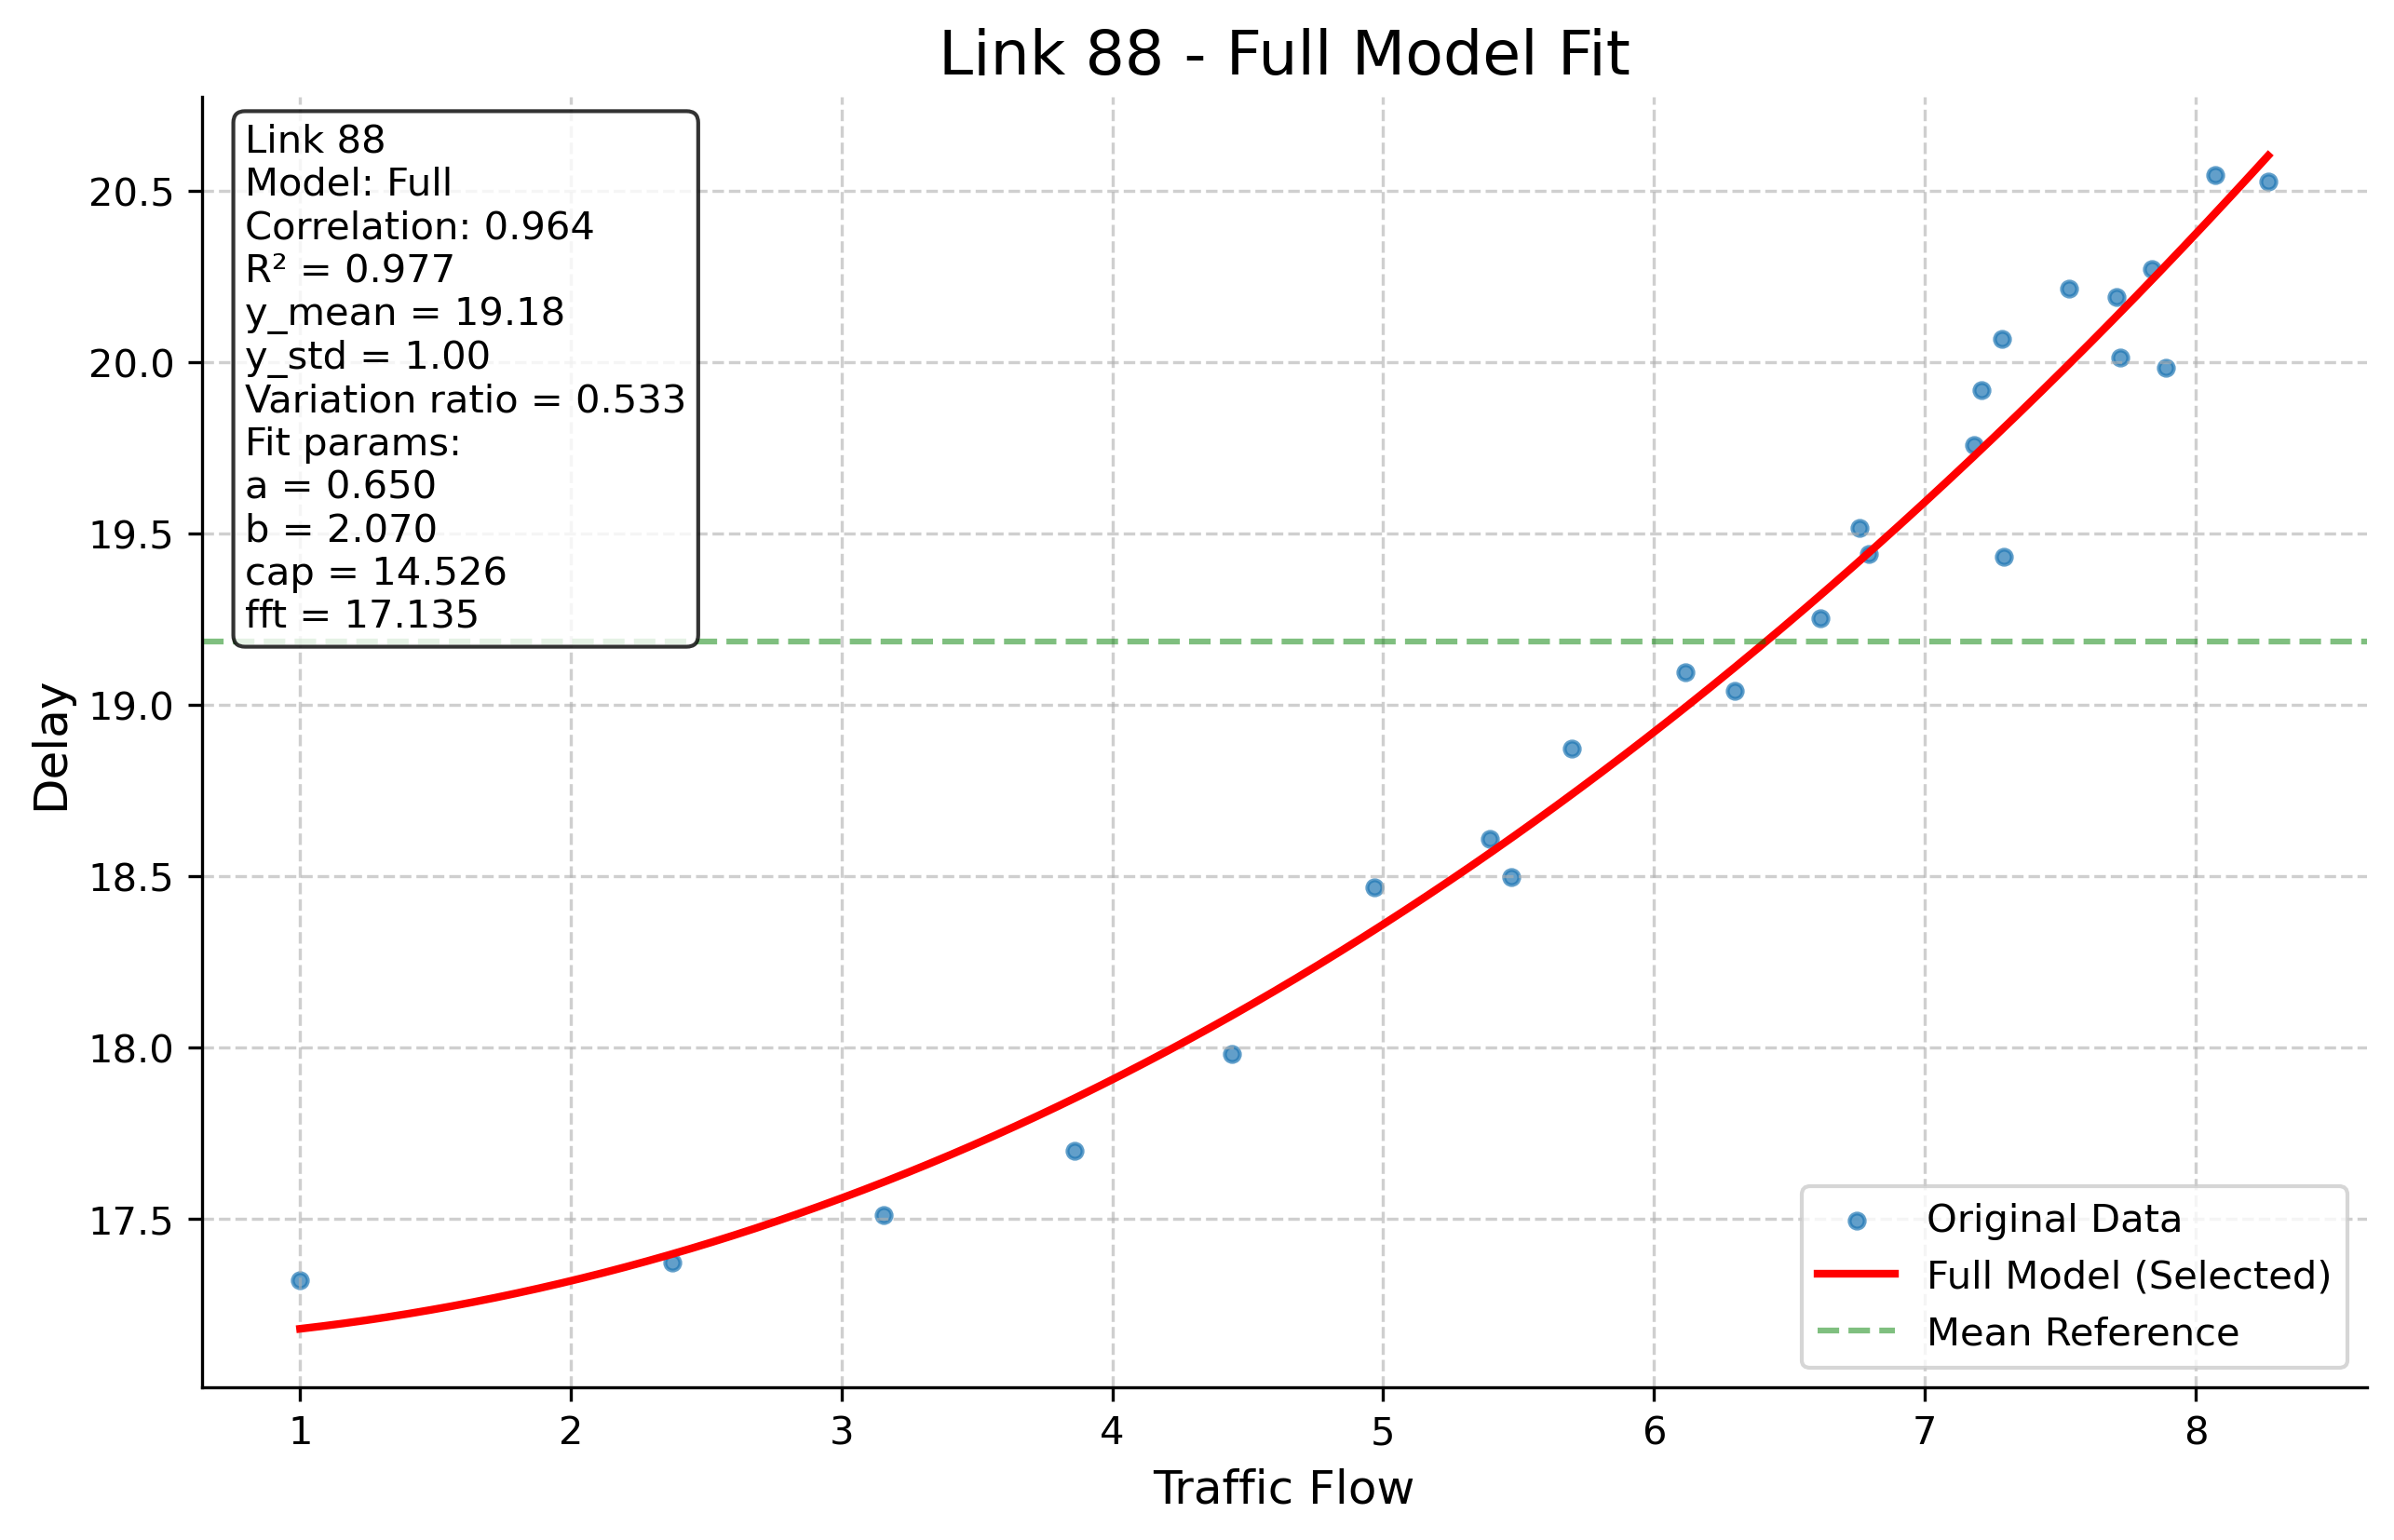 Link 88 - Full Model Fit
Link 88
Model: Full
Correlation: 0.964
R² = 0.977
y_mean = 19.18
y_std = 1.00
Variation ratio = 0.533
Fit params:
a = 0.650
b = 2.070
cap = 14.526
fft = 17.135
20.5
20.0
19.5
19.0
18.5
18.0
17.5
Delay
Original Data
Full Model (Selected)
Mean Reference
1 2 3 4 5 6 7 8
Traffic Flow